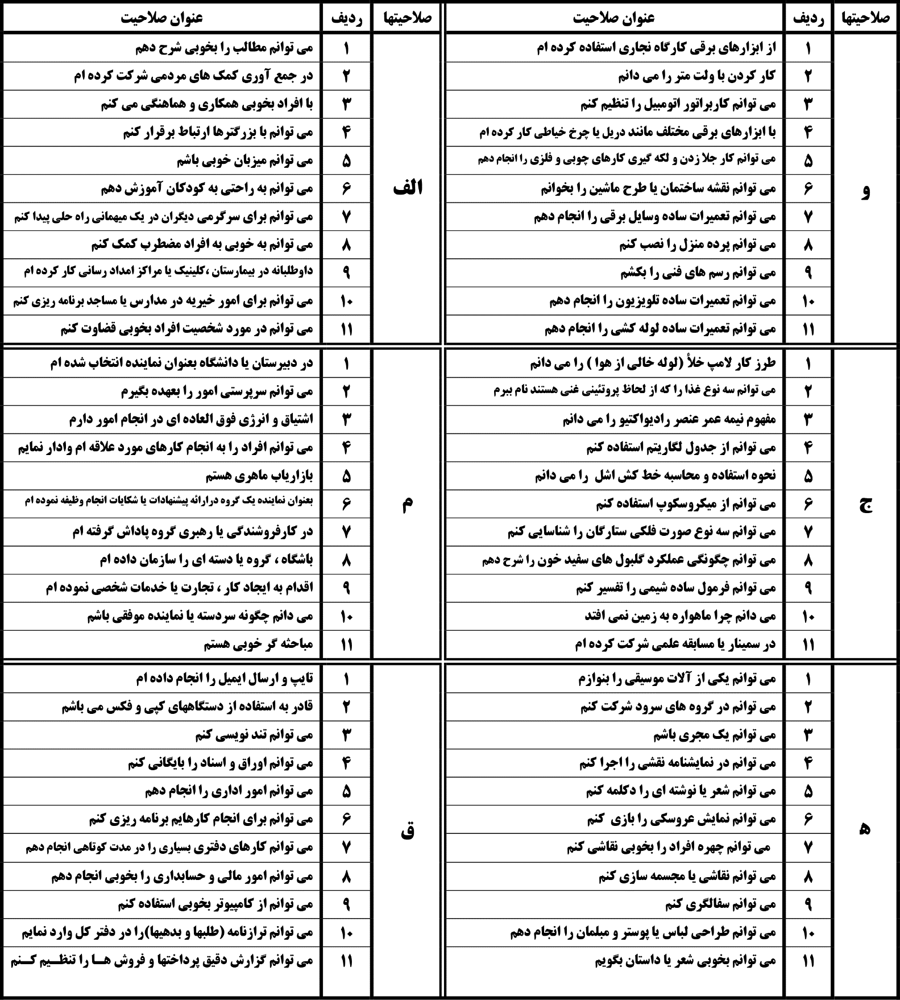 صلاحیتها ردیف عنوان صلاحیت
و
۱ از ابزارهای برقی کارگاه نجاری استفاده کرده ام
۲ کار کردن با ولت متر را می دانم
۳ می توانم کاربراتور اتومبیل را تنظیم کنم
۴ با ابزارهای برقی مختلف مانند دریل یا چرخ خیاطی کار کرده ام
۵ می توانم کار جلا زدن و لکه گیری کارهای چوبی و فلزی را انجام دهم
۶ می توانم نقشه ساختمان یا طرح ماشین را بخوانم
۷ می توانم تعمیرات ساده وسایل برقی را انجام دهم
۸ می توانم پرده منزل را نصب کنم
۹ می توانم رسم های فنی را بکشم
۱۰ می توانم تعمیرات ساده تلویزیون را انجام دهم
۱۱ می توانم تعمیرات ساده لوله کشی را انجام دهم
ج
۱ طرز کار لامپ خلأ (لوله خالی از هوا ) را می دانم
۲ می توانم سه نوع غذا را که از لحاظ پروتئینی غنی هستند نام ببرم
۳ مفهوم نیمه عمر عنصر رادیواکتیو را می دانم
۴ می توانم از جدول لگاریتم استفاده کنم
۵ نحوه استفاده و محاسبه خط کش اشل را می دانم
۶ می توانم از میکروسکوپ استفاده کنم
۷ می توانم سه نوع صورت فلکی ستارگان را شناسایی کنم
۸ می توانم چگونگی عملکرد گلبول های سفید خون را شرح دهم
۹ می توانم فرمول ساده شیمی را تفسیر کنم
۱۰ می دانم چرا ماهواره به زمین نمی افتد
۱۱ در سمینار یا مسابقه علمی شرکت کرده ام
ه
۱ می توانم یکی از آلات موسیقی را بنوازم
۲ می توانم در گروه های سرود شرکت کنم
۳ می توانم یک مجری باشم
۴ می توانم در نمایشنامه نقشی را اجرا کنم
۵ می توانم شعر یا نوشته ای را دکلمه کنم
۶ می توانم نمایش عروسکی را بازی کنم
۷ می توانم چهره افراد را بخوبی نقاشی کنم
۸ می توانم نقاشی یا مجسمه سازی کنم
۹ می توانم سفالگری کنم
۱۰ می توانم طراحی لباس یا پوستر و مبلمان را انجام دهم
۱۱ می توانم بخوبی شعر یا داستان بگویم
صلاحیتها ردیف عنوان صلاحیت
الف
۱ می توانم مطالب را بخوبی شرح دهم
۲ در جمع آوری کمک های مردمی شرکت کرده ام
۳ با افراد بخوبی همکاری و هماهنگی می کنم
۴ می توانم با بزرگترها ارتباط برقرار کنم
۵ می توانم میزبان خوبی باشم
۶ می توانم به راحتی به کودکان آموزش دهم
۷ می توانم برای سرگرمی دیگران در یک میهمانی راه حلی پیدا کنم
۸ می توانم به خوبی به افراد مضطرب کمک کنم
۹ داوطلبانه در بیمارستان ،کلینیک یا مراکز امداد رسانی کار کرده ام
۱۰ می توانم برای امور خیریه در مدارس یا مساجد برنامه ریزی کنم
۱۱ می توانم در مورد شخصیت افراد بخوبی قضاوت کنم
م
۱ در دبیرستان یا دانشگاه بعنوان نماینده انتخاب شده ام
۲ می توانم سرپرستی امور را بعهده بگیرم
۳ اشتیاق و انرژی فوق العاده ای در انجام امور دارم
۴ می توانم افراد را به انجام کارهای مورد علاقه ام وادار نمایم
۵ بازاریاب ماهری هستم
۶ بعنوان نماینده یک گروه درارائه پیشنهادات یا شکایات انجام وظیفه نموده ام
۷ در کارفروشندگی یا رهبری گروه پاداش گرفته ام
۸ باشگاه ، گروه یا دسته ای را سازمان داده ام
۹ اقدام به ایجاد کار ، تجارت یا خدمات شخصی نموده ام
۱۰ می دانم چگونه سردسته یا نماینده موفقی باشم
۱۱ مباحثه گر خوبی هستم
ق
۱ تایپ و ارسال ایمیل را انجام داده ام
۲ قادر به استفاده از دستگاههای کپی و فکس می باشم
۳ می توانم تند نویسی کنم
۴ می توانم اوراق و اسناد را بایگانی کنم
۵ می توانم امور اداری را انجام دهم
۶ می توانم برای انجام کارهایم برنامه ریزی کنم
۷ می توانم کارهای دفتری بسیاری را در مدت کوتاهی انجام دهم
۸ می توانم امور مالی و حسابداری را بخوبی انجام دهم
۹ می توانم از کامپیوتر بخوبی استفاده کنم
۱۰ می توانم ترازنامه (طلبها و بدهیها)را در دفتر کل وارد نمایم
۱۱ می توانم گزارش دقیق پرداختها و فروش هـا را تنظـیم کـنم